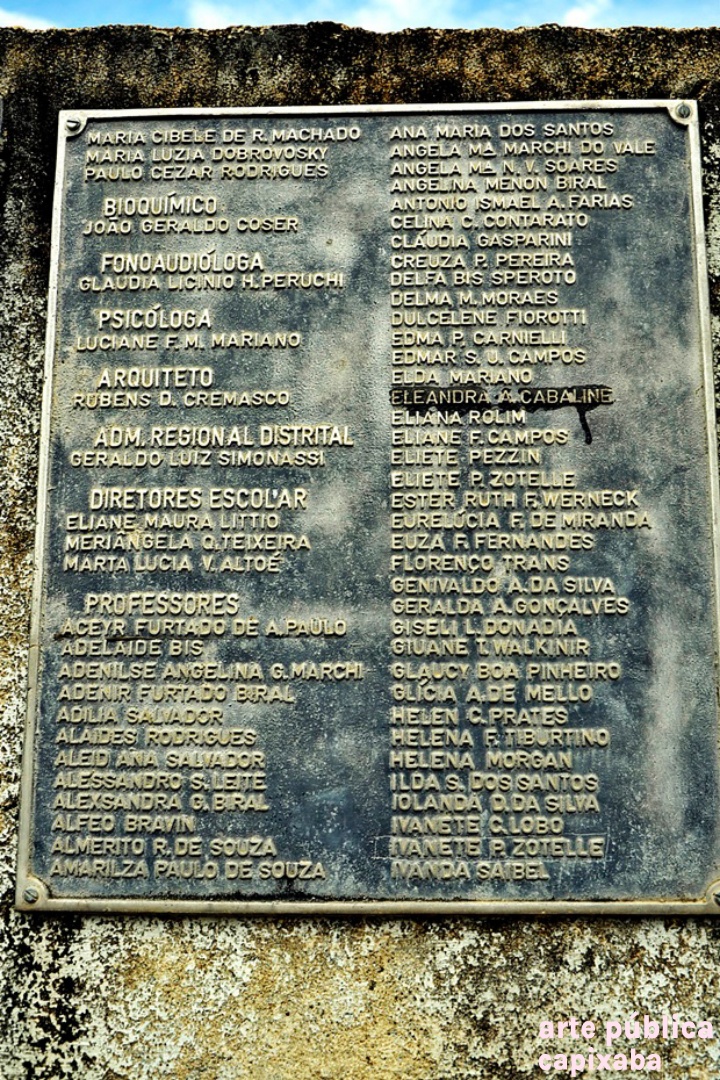 MARIA CIBELE DE R. MACHADO
MARIA LUZIA DOBROVOSKY
PAULO CEZAR RODRIGUES
BIOQUÍMICO
JOÃO GERALDO COSER
FONOAUDIÓLOGA
GLAUDIA LICINIO H. PERUCHI
PSICÓLOGA
LUCIANE F.M. MARIANO
ARQUITETO
RUBENS D. CREMASCO
ADM. REGIONAL DISTRITAL
GERALDO LUIZ SIMONASSI
DIRETORES ESCOLAR
ELIANE MAURA LITTIO
MERIÂNGELA Q. TEIXEIRA
MARTA LUCIA V. ALTOÉ
PROFESSORES
ACEYR FURTADO DE A. PAULO
ADELAIDE BIS
ADENILSE ANGELINA G. MARCHI
ADENIR FURTADO BIRAL
ADILIA SALVADOR
ALAIDES RODRIGUES
ALEID ANA SALVADOR
ALESSANDRO S. LEITE
ALEXSANDRA G. BIRAL
ALFEO BRAVIN
ALMERITO R. DE SOUZA
AMARILZA PAULO DE SOUZA
ANA MARIA DOS SANTOS
ANGELA Mª. MARCHI DO VALE
ANGELA Mª. N. V. SOARES
ANGELINA MENON BIRAL
ANTONIO ISMAEL A. FARIAS
CELINA C. CONTARATO
CLÁUDIA GASPARINI
CREUZA P. PEREIRA
DELFA BIS SPEROTO
DELMA M. MORAES
DULCELENE FIOROTTI
EDMA P. CARNIELLI
EDMAR S. U. CAMPOS
ELDA MARIANO
ELEANDRA A. CABALINE
ELIANA ROLIM
ELIANE F. CAMPOS
ELIETE PEZZIN
ELIETE P. ZOTELLE
ESTER RUTH F. WERNECK
EURELÚCIA F. DE MIRANDA
EUZA F. FERNANDES
FLORENÇO TRANS
GENIVALDO A. DA SILVA
GERALDA A. GONÇALVES
GISELI L. DONADIA
GIUANE T. WALKINIR
GLAUCY BOA PINHEIRO
GLÍCIA A. DE MELLO
HELEN C. PRATES
HELENA F. TIBURTINO
HELENA MORGAN
ILDA S. DOS SANTOS
IOLANDA D. DA SILVA
IVANETE C. LOBO
IVANETE P. ZOTELLE
IVANDA SAIBEL
arte pública
capixaba